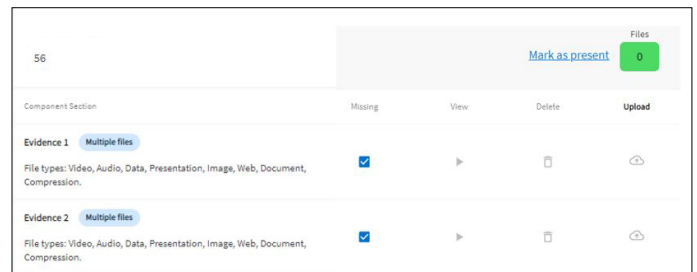 Files
56
Mark as present
0
Component Section
Missing
View
Delete
Upload
Evidence 1
Multiple files
File types: Video, Audio, Data, Presentation, Image, Web, Document,
Compression.
Evidence 2
Multiple files
File types: Video, Audio, Data, Presentation, Image, Web, Document,
Compression.